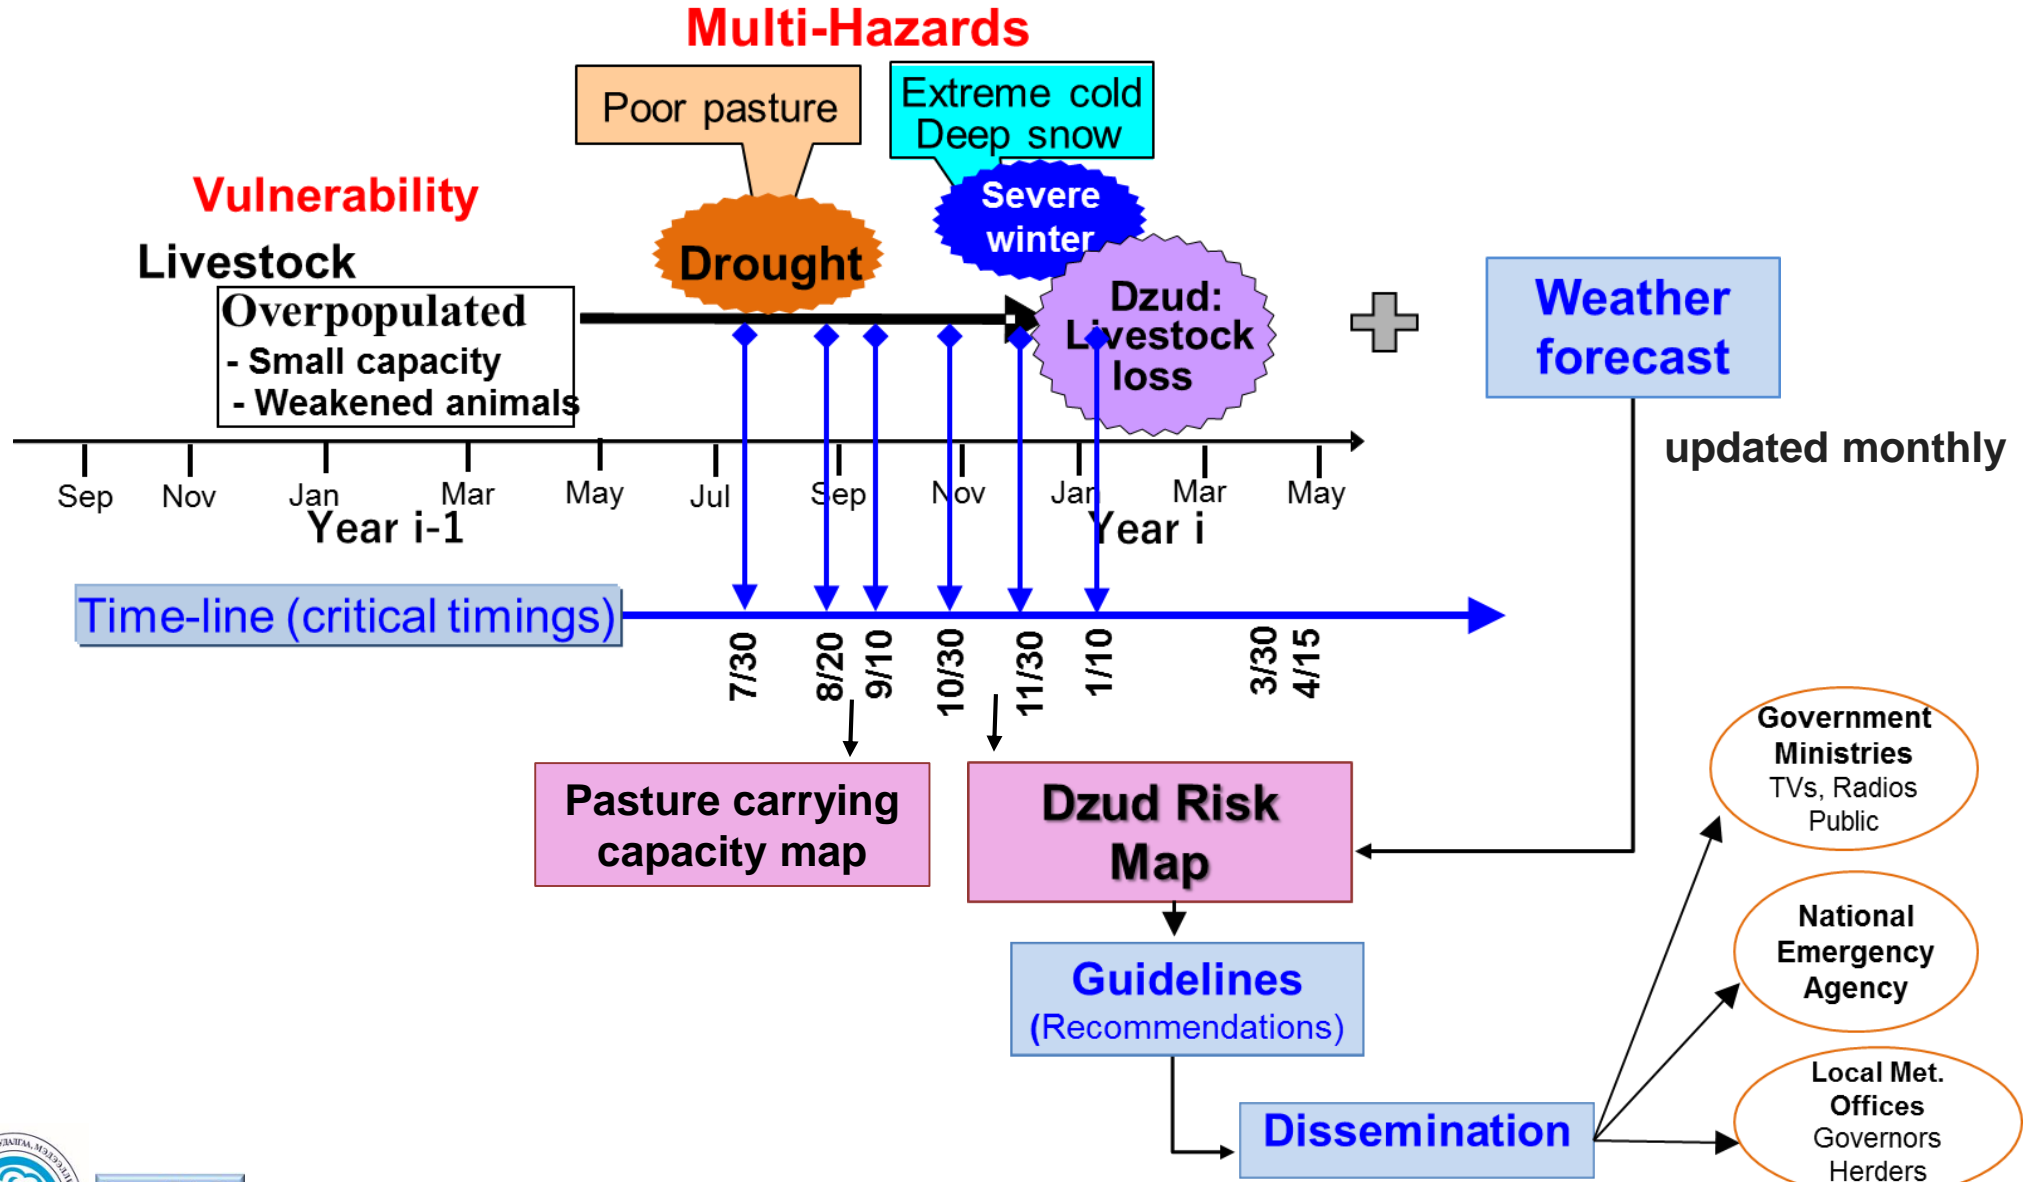 Multi-Hazards
Poor pasture
Extreme cold
Deep snow
Vulnerability
Severe
winter
Livestock
Drought
Overpopulated
- Small capacity
- Weakened animals
Dzud:
Livestock
loss
Weather
forecast
updated monthly
Sep Nov Jan Mar May Jul Sep Nov Jan Mar May
Year i-1 Year i
Time-line (critical timings)
7/30 8/20 9/10 10/30 11/30 1/10 3/30 4/15
Pasture carrying
capacity map
Dzud Risk
Map
Government
Ministries
TVs, Radios
Public
National
Emergency
Agency
Guidelines
(Recommendations)
Local Met.
Offices
Governors
Herders
Dissemination